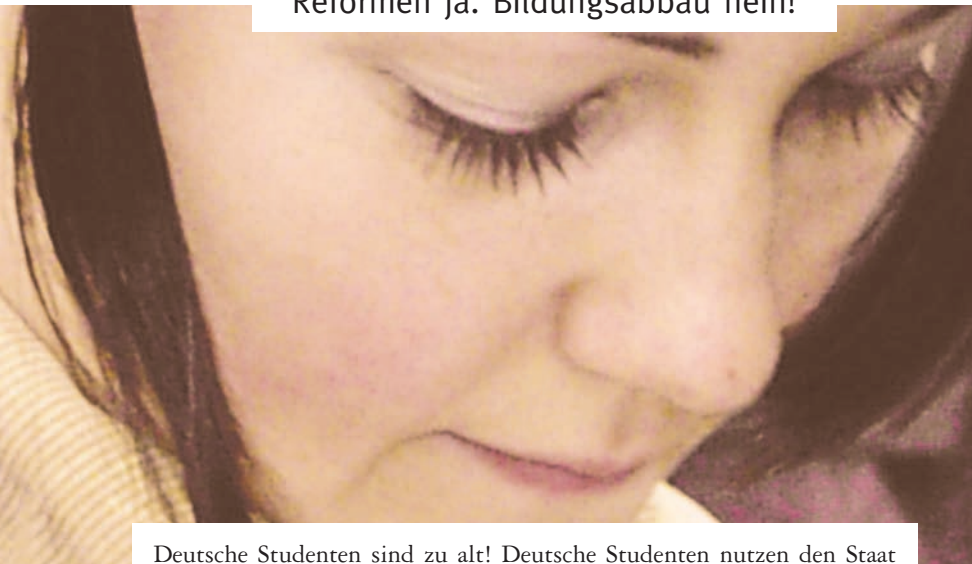 Reformen ja. Bildungsabbau nein!
Deutsche Studenten sind zu alt! Deutsche Studenten nutzen den Staat